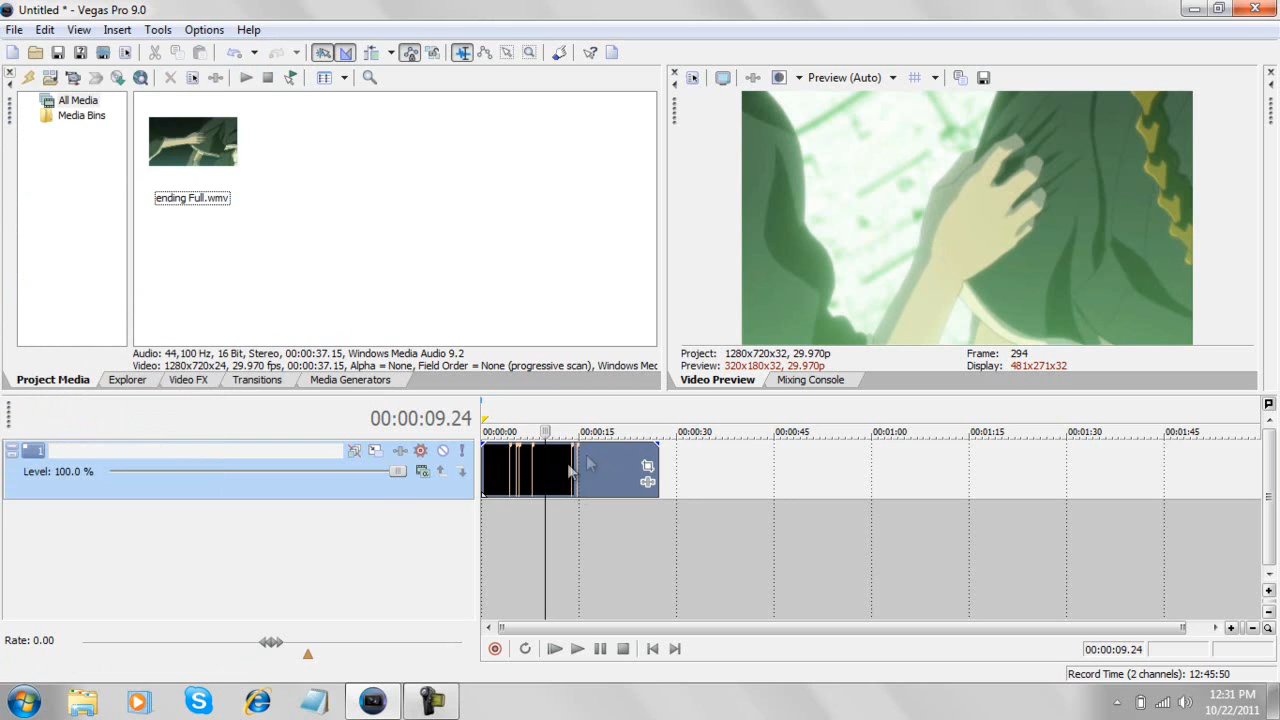 Untitled * - Vegas Pro 9.0
File Edit View Insert Tools Options Help
Preview (Auto)
All Media
Media Bins
ending Full.wmv
Audio: 44,100 Hz, 16 Bit, Stereo, 00:00:37.15, Windows Media Audio 9.2
Video: 1280x720x24, 29.970 fps, 00:00:37.15, Alpha = None, Field Order = None (progressive scan), Windows Mec
Project: 1280x720x32, 29.970p Frame: 294
Preview: 320x180x32, 29.970p Display: 481x271x32
Project Media Explorer Video FX Transitions Media Generators
Video Preview Mixing Console
00:00:09.24
00:00:00 00:00:15 00:00:30 00:00:45 00:01:00 00:01:15 00:01:30 00:01:45
1
Level: 100.0 %
Rate: 0.00
00:00:09.24
Record Time (2 channels): 12:45:50
12:31 PM
10/22/2011